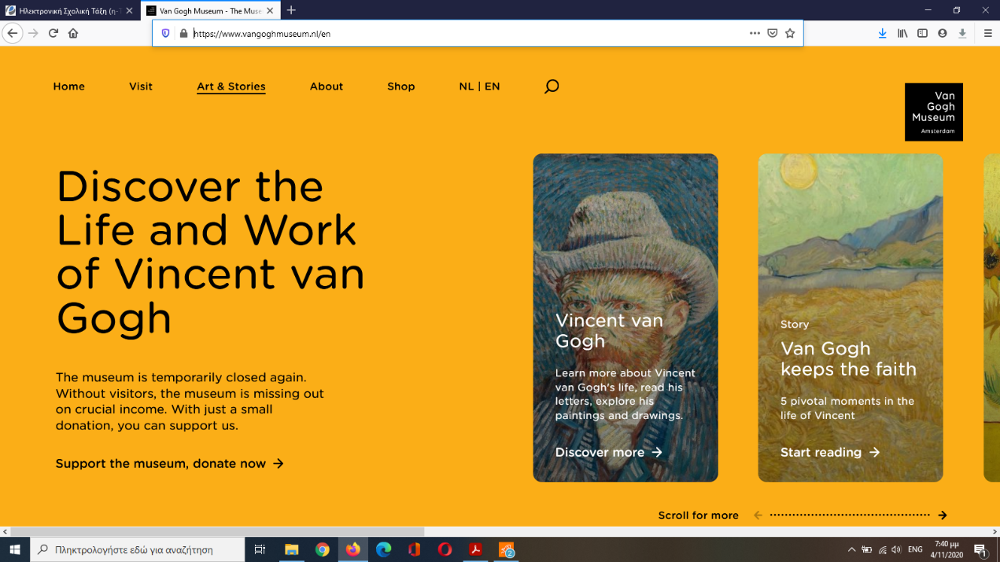 Ηλεκτρονική Σχολική Τάξη (η-
Van Gogh Museum - The Muse
https://www.vangoghmuseum.nl/en
Home
Visit
Art & Stories
About
Shop
NL | EN
Van
Gogh
Museum
Amsterdam
Discover the
Life and Work
of Vincent van
Gogh
The museum is temporarily closed again.
Without visitors, the museum is missing out
on crucial income. With just a small
donation, you can support us.
Support the museum, donate now →
Vincent van
Gogh
Learn more about Vincent
van Gogh's life, read his
letters, explore his
paintings and drawings.
Discover more →
Story
Van Gogh
keeps the faith
5 pivotal moments in the
life of Vincent
Start reading →
Scroll for more
Πληκτρολογήστε εδώ για αναζήτηση
2
ENG
7:40 μμ
4/11/2020
1